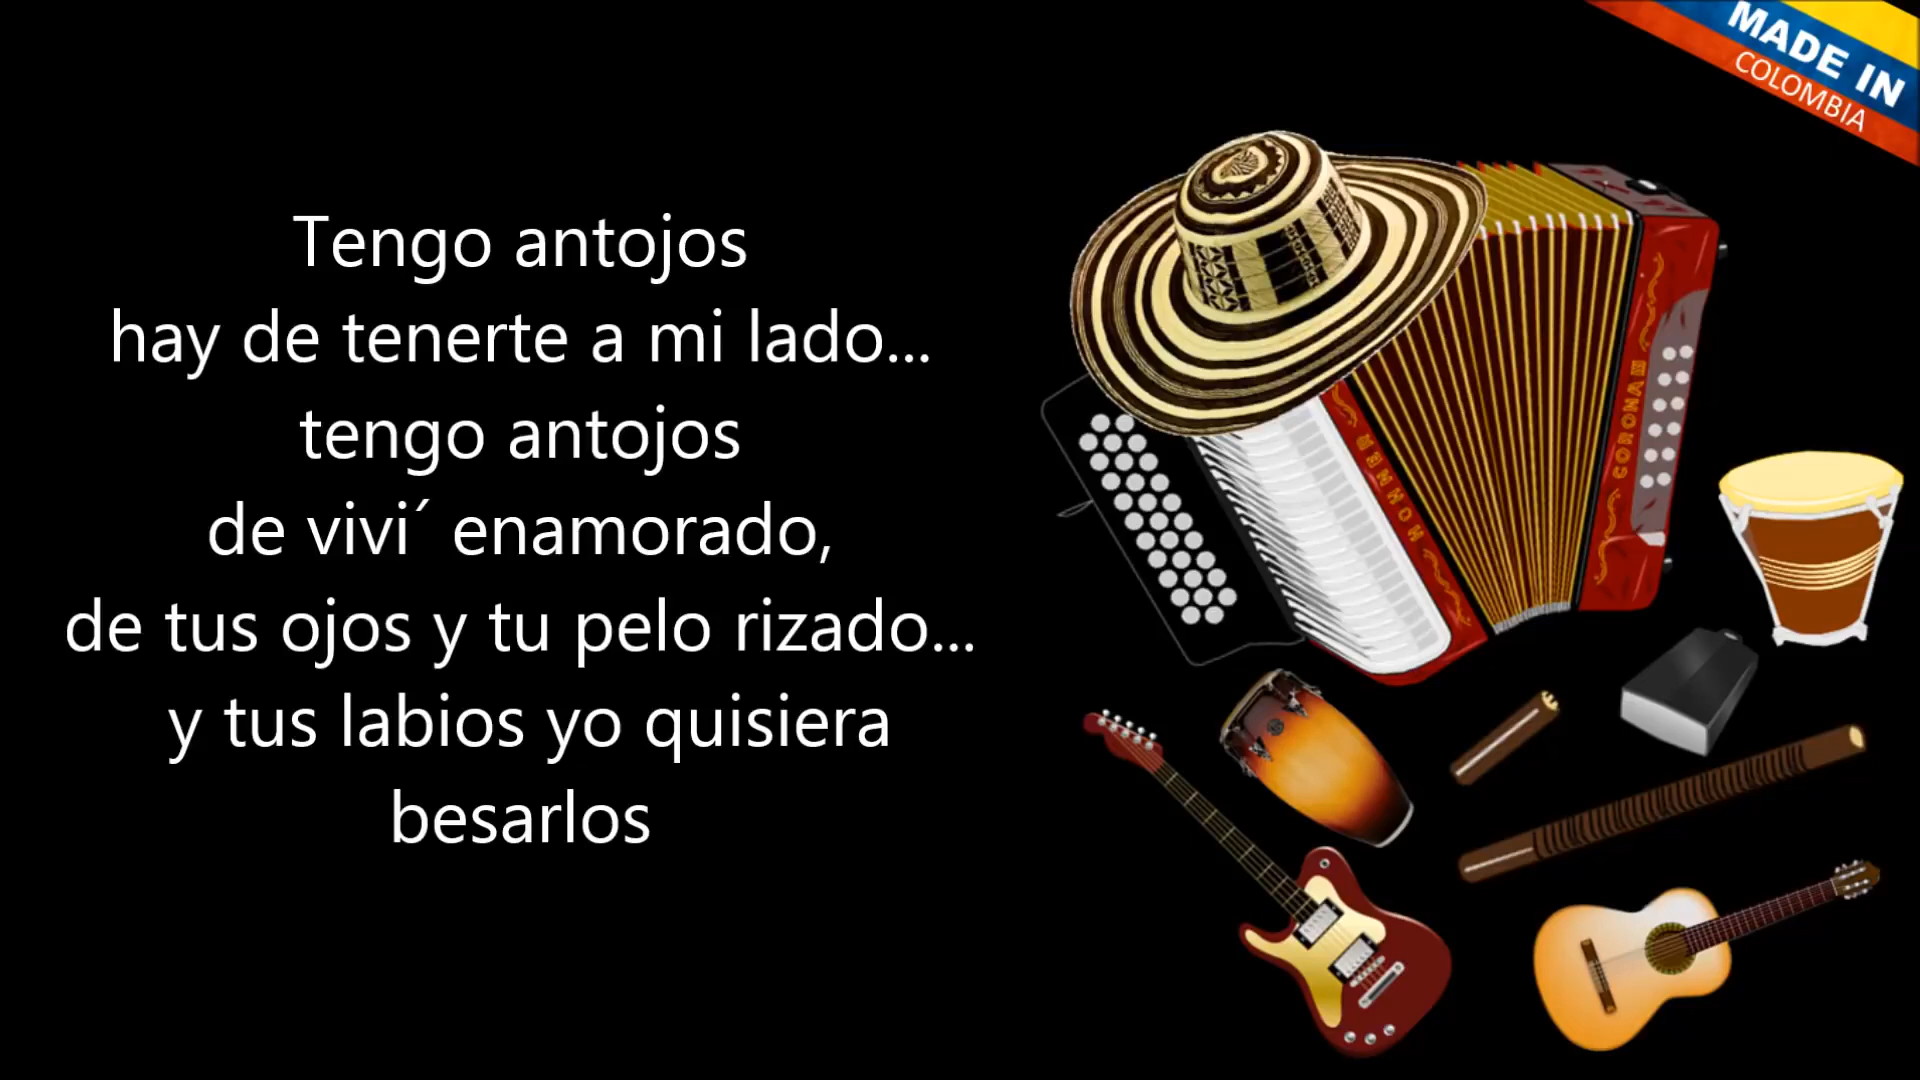 MADE IN
COLOMBIA
Tengo antojos
hay de tenerte a mi lado...
tengo antojos
de vivi´ enamorado,
de tus ojos y tu pelo rizado...
y tus labios yo quisiera
besarlos
HOHNER
CORONA III